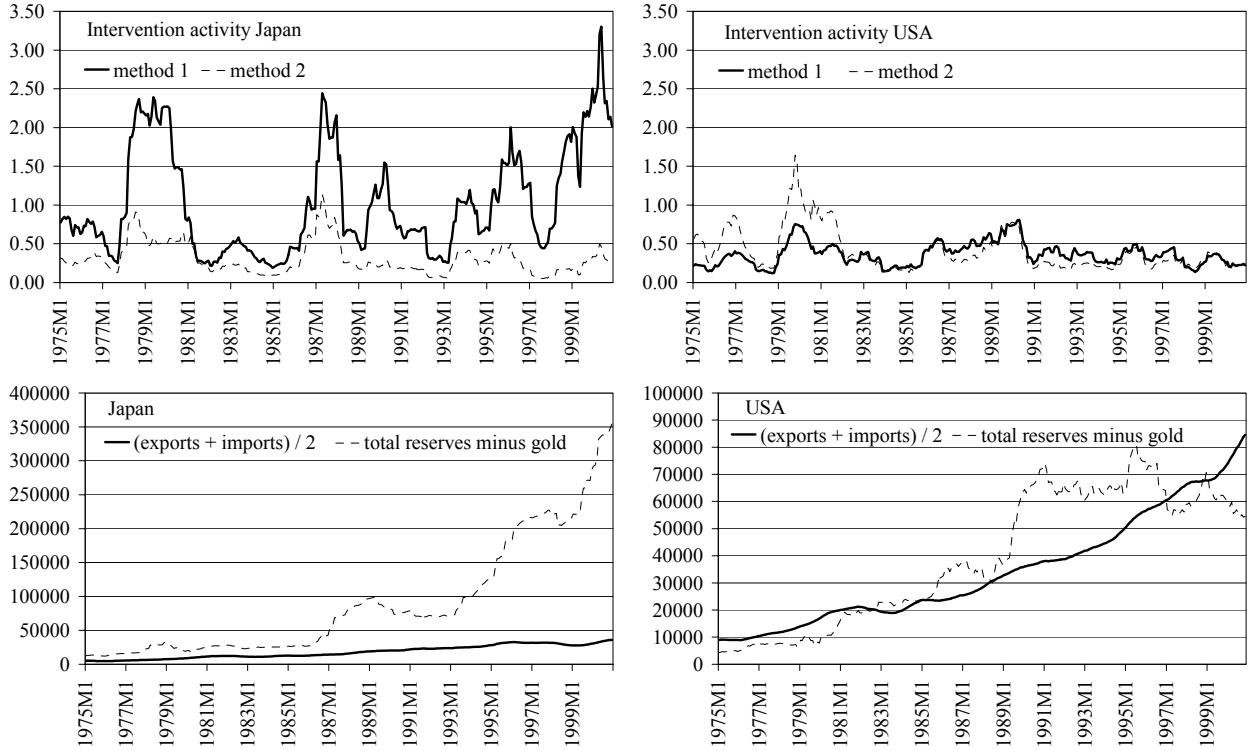 Intervention activity Japan
method 1 method 2
3.50
3.00
2.50
2.00
1.50
1.00
0.50
0.00
1975M1
1977M1
1979M1
1981M1
1983M1
1985M1
1987M1
1989M1
1991M1
1993M1
1995M1
1997M1
1999M1
Intervention activity USA
method 1 method 2
3.50
3.00
2.50
2.00
1.50
1.00
0.50
0.00
1975M1
1977M1
1979M1
1981M1
1983M1
1985M1
1987M1
1989M1
1991M1
1993M1
1995M1
1997M1
1999M1
Japan
(exports + imports) / 2 total reserves minus gold
400000
350000
300000
250000
200000
150000
100000
50000
0
1975M1
1977M1
1979M1
1981M1
1983M1
1985M1
1987M1
1989M1
1991M1
1993M1
1995M1
1997M1
1999M1
USA
(exports + imports) / 2 total reserves minus gold
100000
90000
80000
70000
60000
50000
40000
30000
20000
10000
0
1975M1
1977M1
1979M1
1981M1
1983M1
1985M1
1987M1
1989M1
1991M1
1993M1
1995M1
1997M1
1999M1